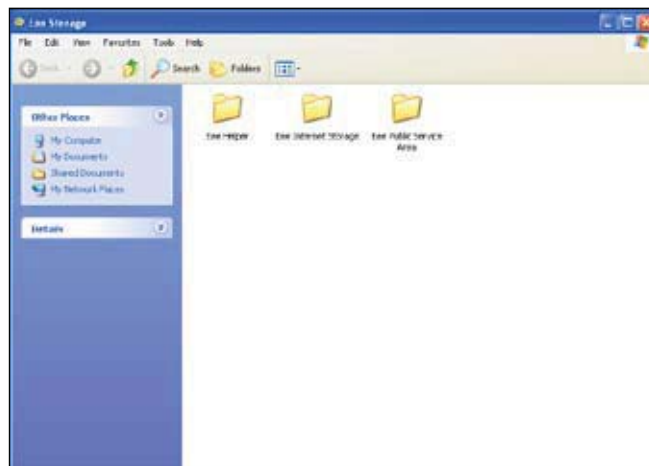 Eee Storage
File Edit View Favorites Tools Help
Back Search Folders
Other Places
My Computer
My Documents
Shared Documents
My Network Places
Details
Eee Helper
Eee Internet Storage
Eee Public Service
Area